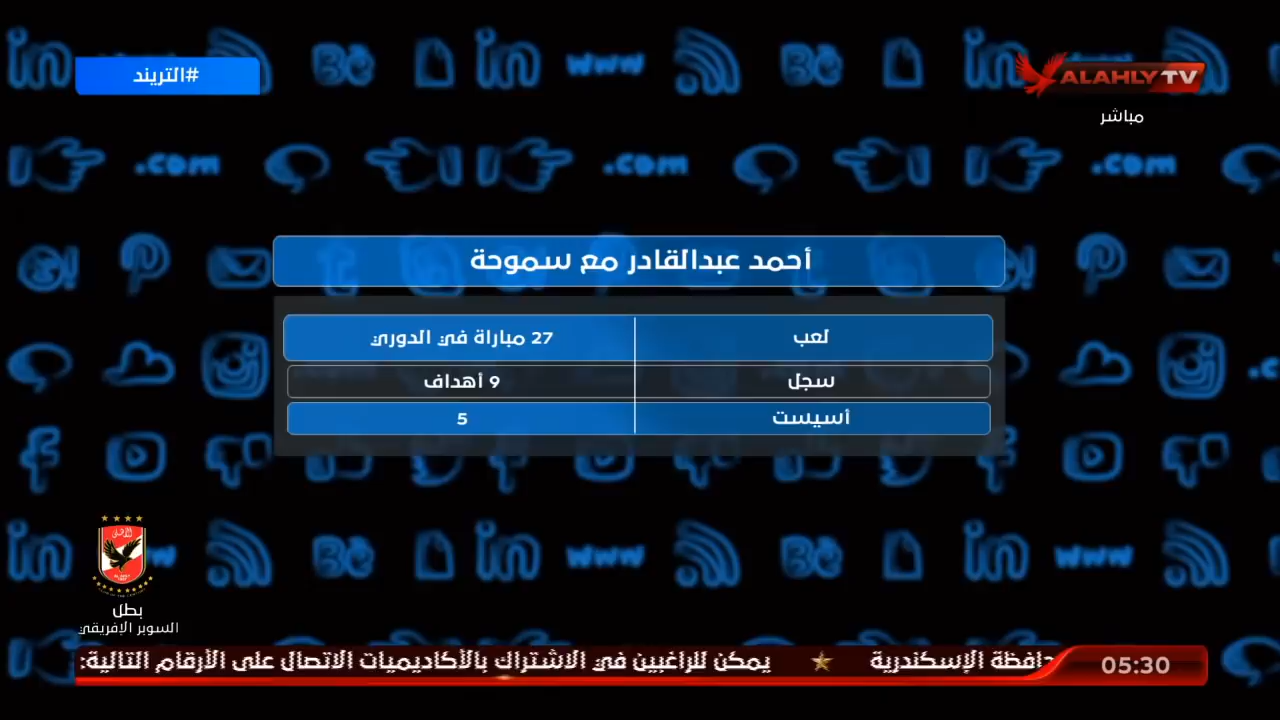 #التريند
ALAHLY TV
مباشر
أحمد عبدالقادر مع سموحة
لعب 27 مباراة في الدوري
سجل 9 أهداف
أسيست 5
بطل
السوبر الإفريقي
05:30 حافظة الإسكندرية يمكن للراغبين في الاشتراك بالأكاديميات الاتصال على الأرقام التالية: